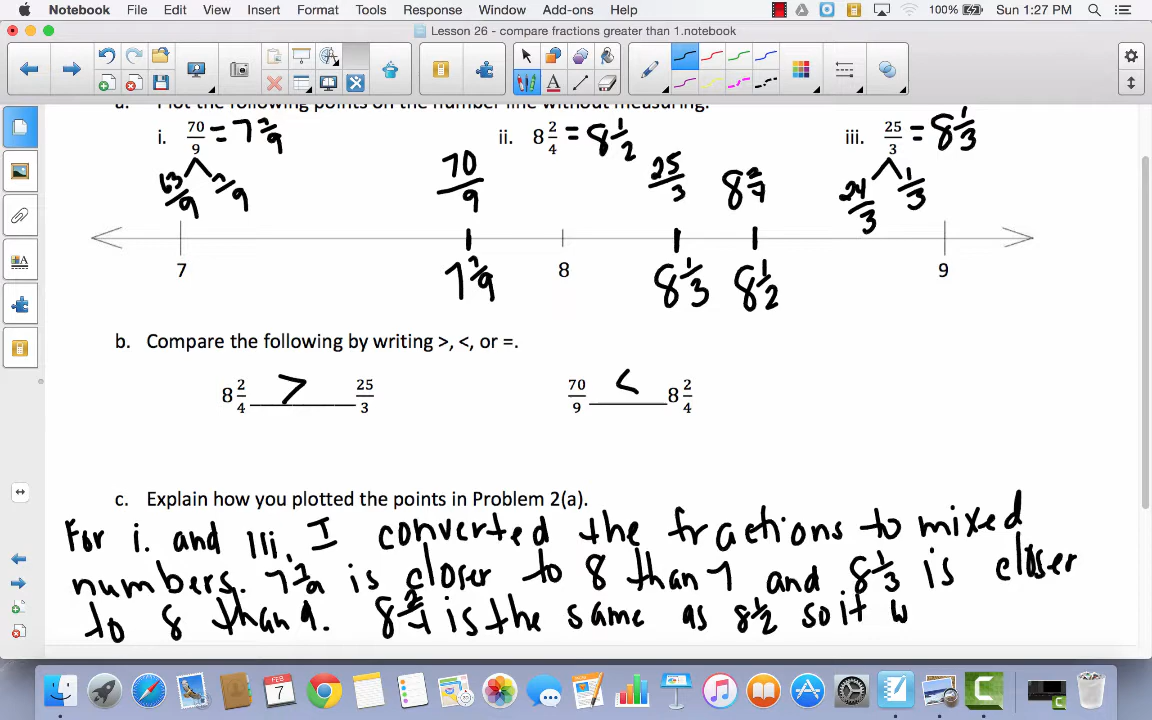 Notebook File Edit View Insert Format Tools Response Window Add-ons Help 100% Sun 1:27 PM
Lesson 26 - compare fractions greater than 1.notebook
a. Plot the following points on the number line without measuring.
i. 70/9 = 7 7/9 ii. 8 2/4 = 8 1/2 iii. 25/3 = 8 1/3
63/9 7/9 70/9 25/3 8 2/4 24/3 1/3
7 7 7/9 8 8 1/3 8 1/2 9
b. Compare the following by writing >, <, or =.
8 2/4 > 25/3 70/9 < 8 2/4
c. Explain how you plotted the points in Problem 2(a).
For i. and iii, I converted the fractions to mixed
numbers. 7 7/9 is closer to 8 than 7 and 8 1/3 is closer
to 8 than 9. 8 2/4 is the same as 8 1/2 so it w
FEB
7